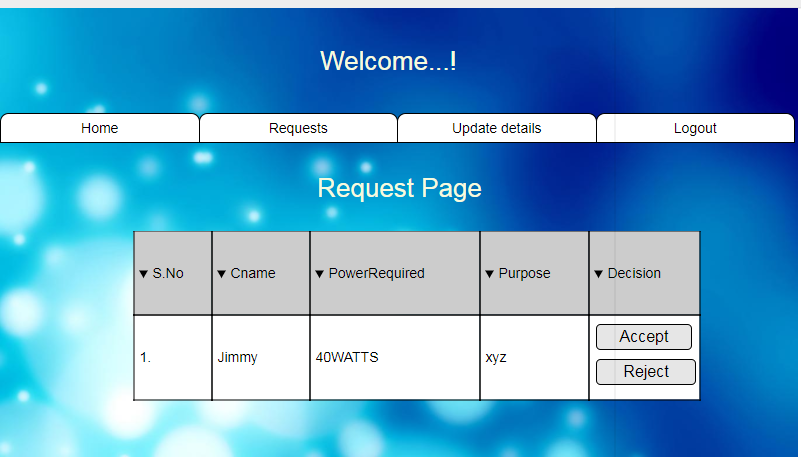 Welcome...!
Home Requests Update details Logout
Request Page
S.No Cname PowerRequired Purpose Decision
1. Jimmy 40WATTS xyz Accept
Reject